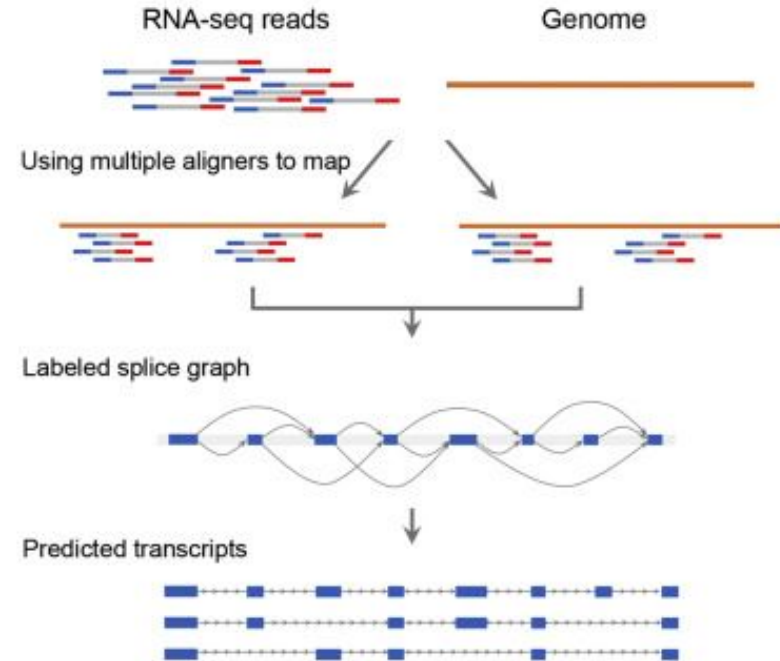 RNA-seq reads
Genome
Using multiple aligners to map
Labeled splice graph
Predicted transcripts